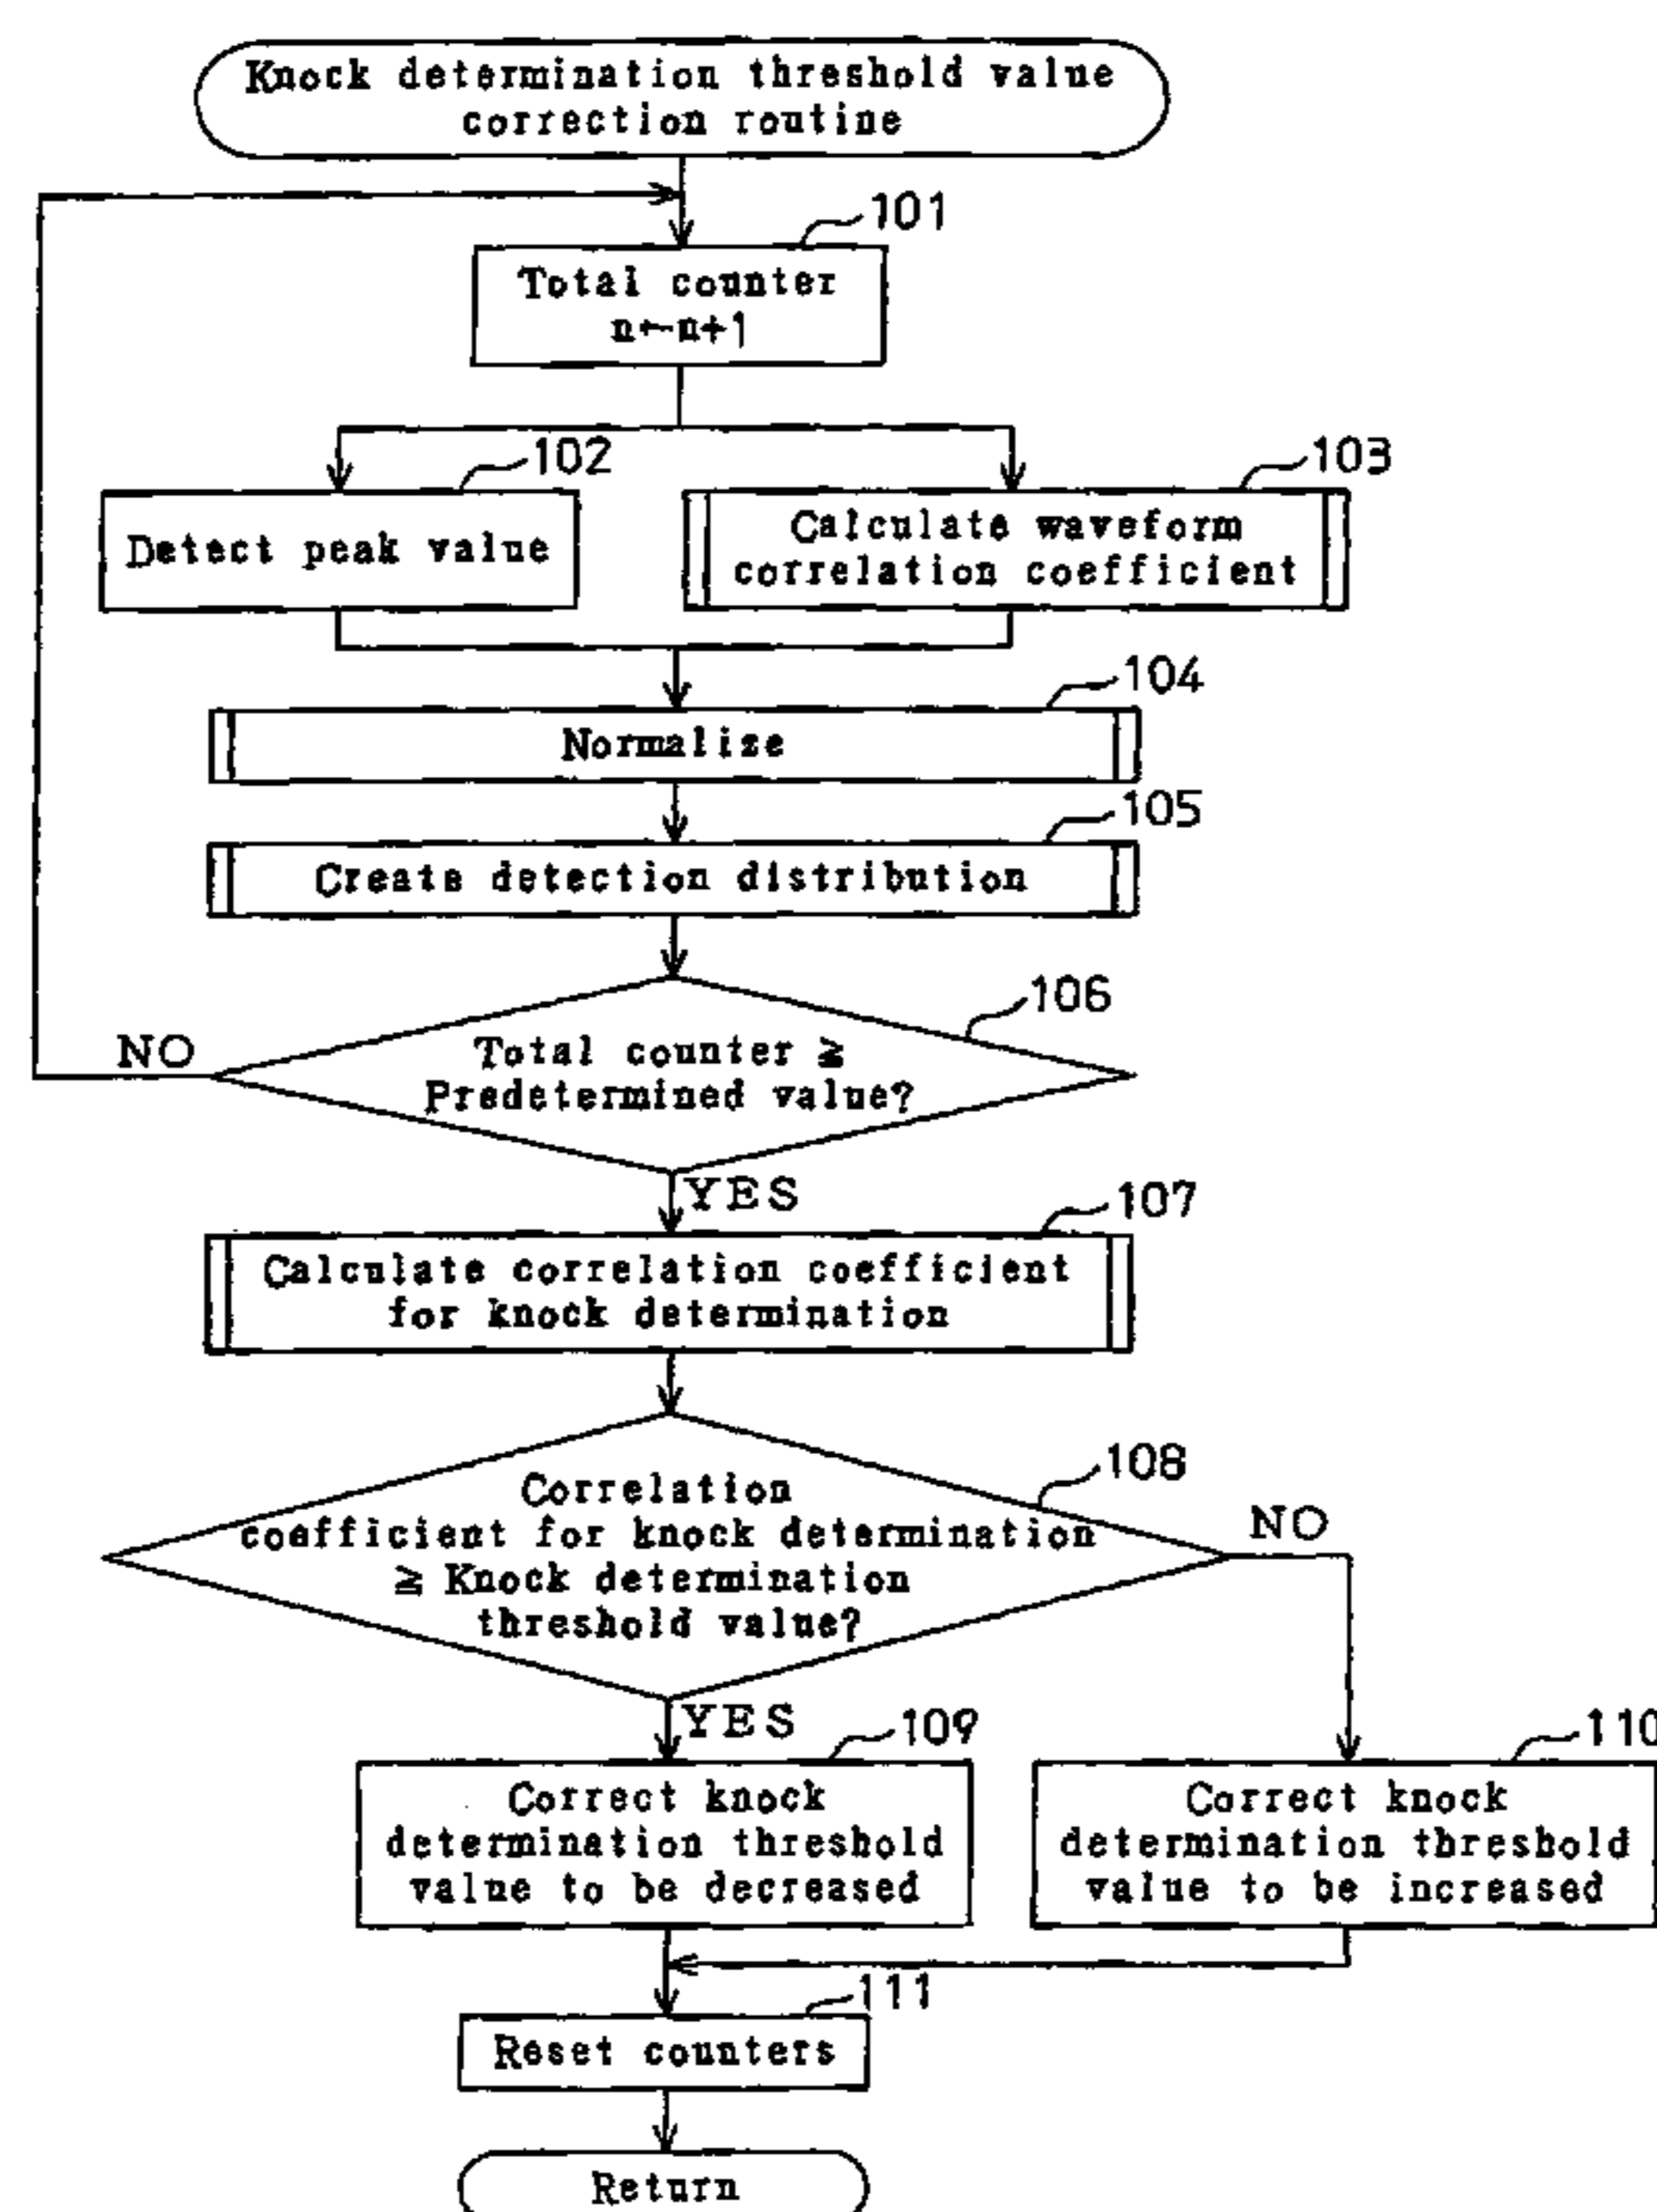 Knock determination threshold value
correction routine
101
Total counter
n←n+1
102
103
Detect peak value
Calculate waveform
correlation coefficient
104
Normalize
105
Create detection distribution
106
NO
Total counter ≧
Predetermined value?
YES
107
Calculate correlation coefficient
for knock determination
108
Correlation
coefficient for knock determination
≧ Knock determination
threshold value?
NO
YES
109
110
Correct knock
determination threshold
value to be decreased
Correct knock
determination threshold
value to be increased
111
Reset counters
Return